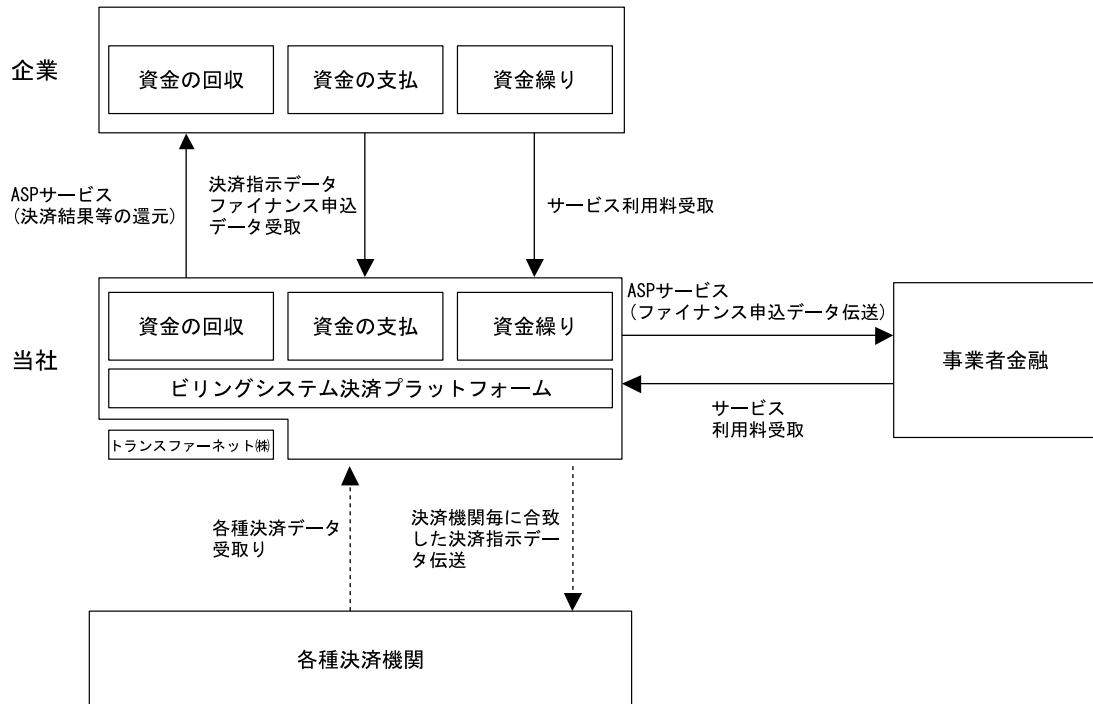 企業
資金の回収
資金の支払
資金繰り
ASPサービス
(決済結果等の還元)
決済指示データ
ファイナンス申込
データ受取
サービス利用料受取
当社
資金の回収
資金の支払
資金繰り
ビリングシステム決済プラットフォーム
トランスファーネット㈱
ASPサービス
(ファイナンス申込データ伝送)
サービス
利用料受取
事業者金融
各種決済データ
受取り
決済機関毎に合致
した決済指示デー
タ伝送
各種決済機関